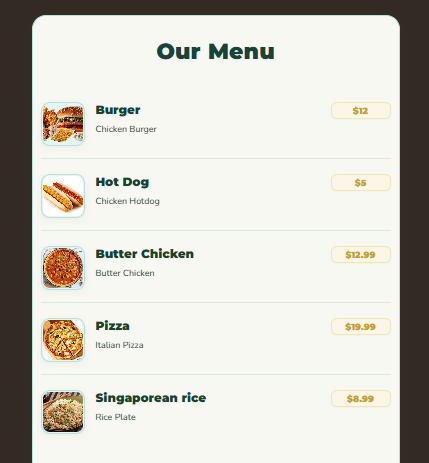 Our Menu
Burger $12
Chicken Burger
Hot Dog $5
Chicken Hotdog
Butter Chicken $12.99
Butter Chicken
Pizza $19.99
Italian Pizza
Singaporean rice $8.99
Rice Plate